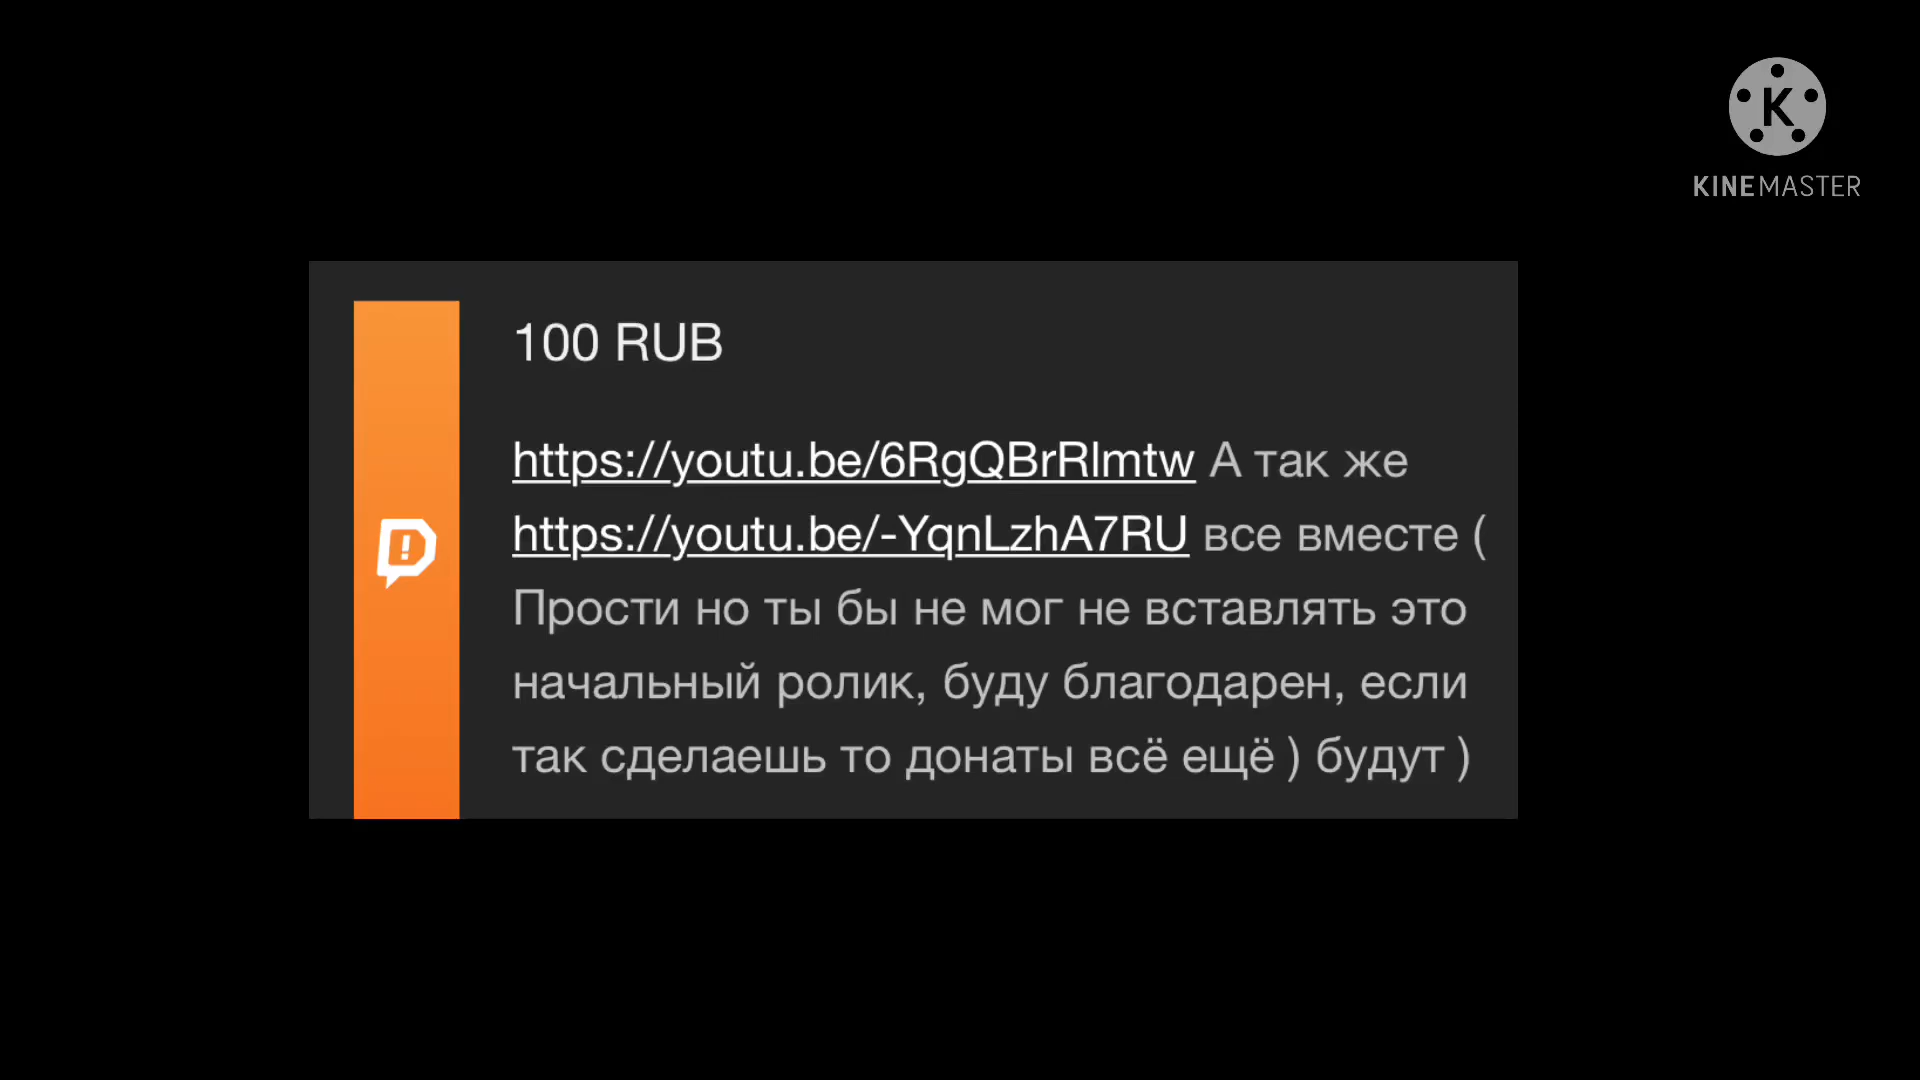 K
KINEMASTER
100 RUB
https://youtu.be/6RgQBrRlmtw А так же
https://youtu.be/-YqnLzhA7RU все вместе (
Прости но ты бы не мог не вставлять это
начальный ролик, буду благодарен, если
так сделаешь то донаты всё ещё ) будут )